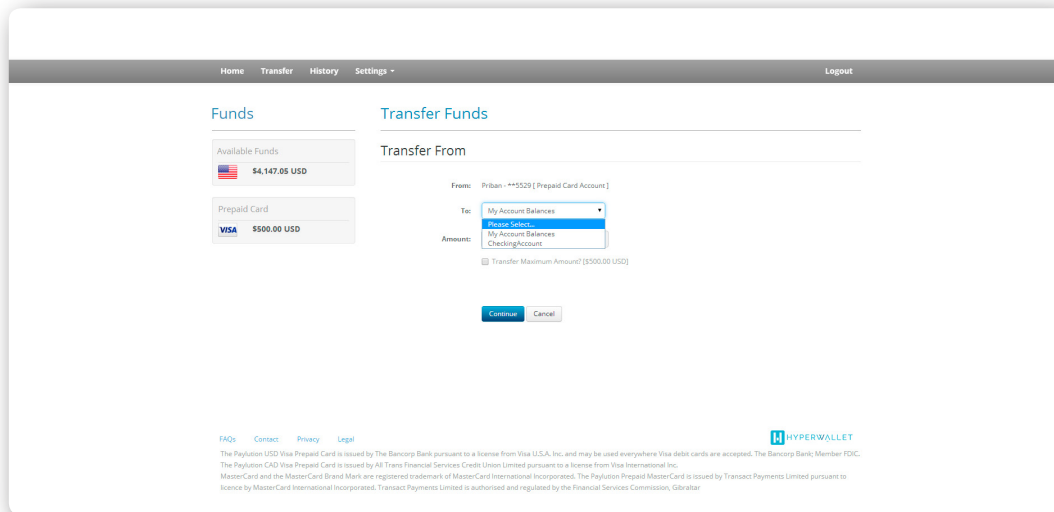 Home Transfer History Settings
Logout
Funds
Available Funds
$4,147.05 USD
Prepaid Card
VISA $500.00 USD
Transfer Funds
Transfer From
From: Priban - **5529 [ Prepaid Card Account ]
To: My Account Balances
Please Select...
My Account Balances
CheckingAccount
Amount:
Transfer Maximum Amount? [$500.00 USD]
Continue Cancel
FAQs Contact Privacy Legal
HYPERWALLET
The Paylution USD Visa Prepaid Card is issued by The Bancorp Bank pursuant to a license from Visa U.S.A. Inc. and may be used everywhere Visa debit cards are accepted. The Bancorp Bank; Member FDIC.
The Paylution CAD Visa Prepaid Card is issued by All Trans Financial Services Credit Union Limited pursuant to a license from Visa International Inc.
MasterCard and the MasterCard Brand Mark are registered trademark of MasterCard International Incorporated. The Paylution Prepaid MasterCard is issued by Transact Payments Limited pursuant to
licence by MasterCard International Incorporated. Transact Payments Limited is authorised and regulated by the Financial Services Commission, Gibraltar